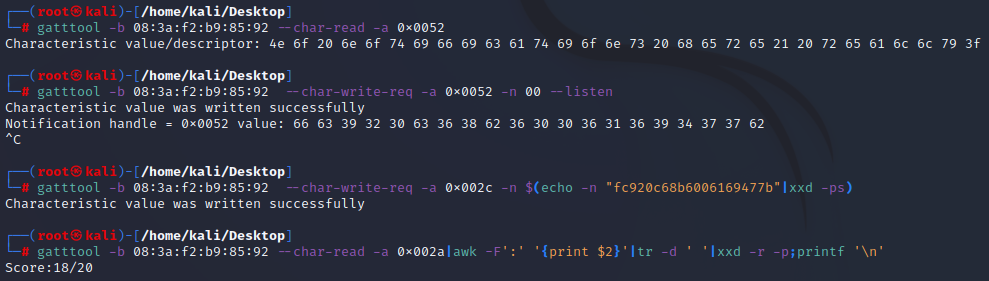 ┌──(root㉿kali)-[/home/kali/Desktop]
└─# gatttool -b 08:3a:f2:b9:85:92 --char-read -a 0×0052
Characteristic value/descriptor: 4e 6f 20 6e 6f 74 69 66 69 63 61 74 69 6f 6e 73 20 68 65 72 65 21 20 72 65 61 6c 6c 79 3f
┌──(root㉿kali)-[/home/kali/Desktop]
└─# gatttool -b 08:3a:f2:b9:85:92  --char-write-req -a 0×0052 -n 00 --listen
Characteristic value was written successfully
Notification handle = 0×0052 value: 66 63 39 32 30 63 36 38 62 36 30 30 36 31 36 39 34 37 37 62
^C
┌──(root㉿kali)-[/home/kali/Desktop]
└─# gatttool -b 08:3a:f2:b9:85:92  --char-write-req -a 0×002c -n $(echo -n "fc920c68b6006169477b"|xxd -ps)
Characteristic value was written successfully
┌──(root㉿kali)-[/home/kali/Desktop]
└─# gatttool -b 08:3a:f2:b9:85:92 --char-read -a 0×002a|awk -F':' '{print $2}'|tr -d ' '|xxd -r -p;printf '\n'
Score:18/20